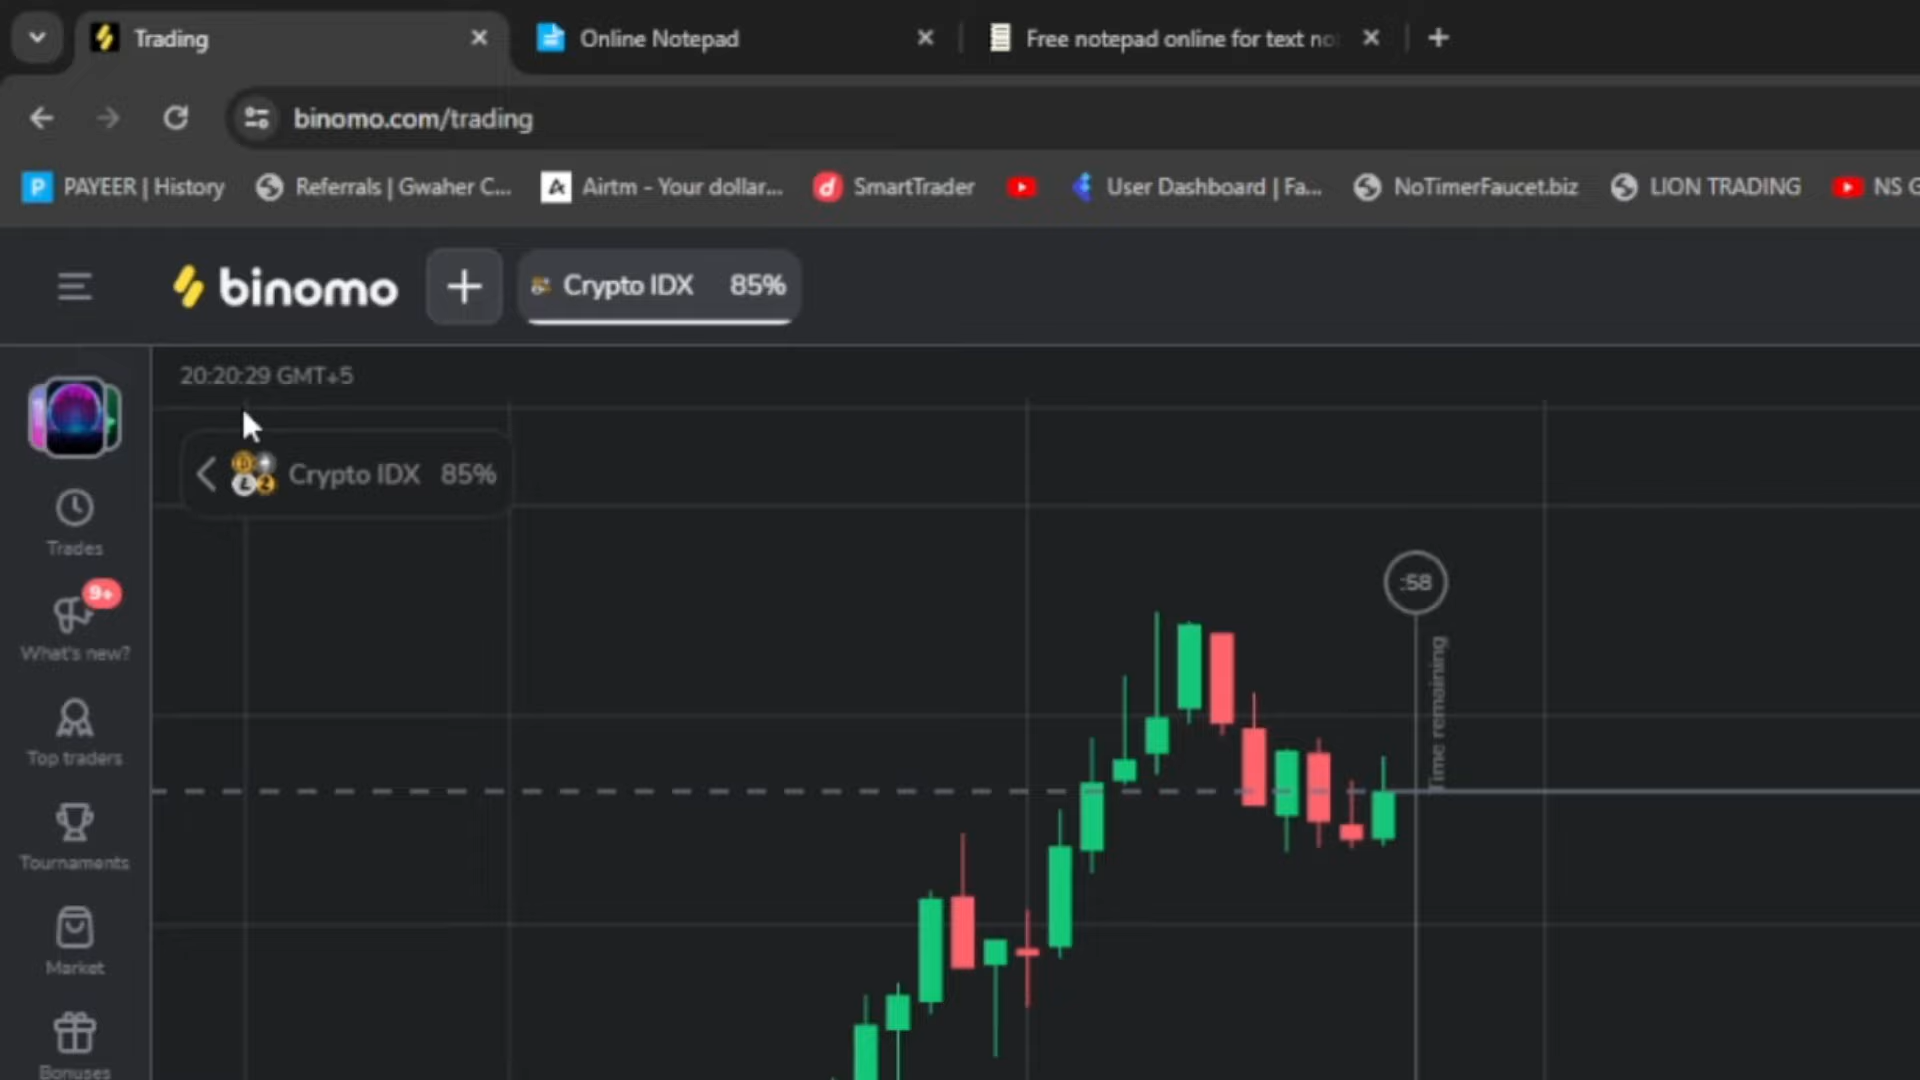 Trading
Online Notepad
Free notepad online for text no
binomo.com/trading
PAYEER | History
Referrals | Gwaher C...
Airtm - Your dollar...
SmartTrader
User Dashboard | Fa...
NoTimerFaucet.biz
LION TRADING
NS G
binomo
Crypto IDX 85%
20:20:29 GMT+5
Crypto IDX 85%
Trades
9+
What's new?
Top traders
Tournaments
Market
Bonuses
:58
Time remaining